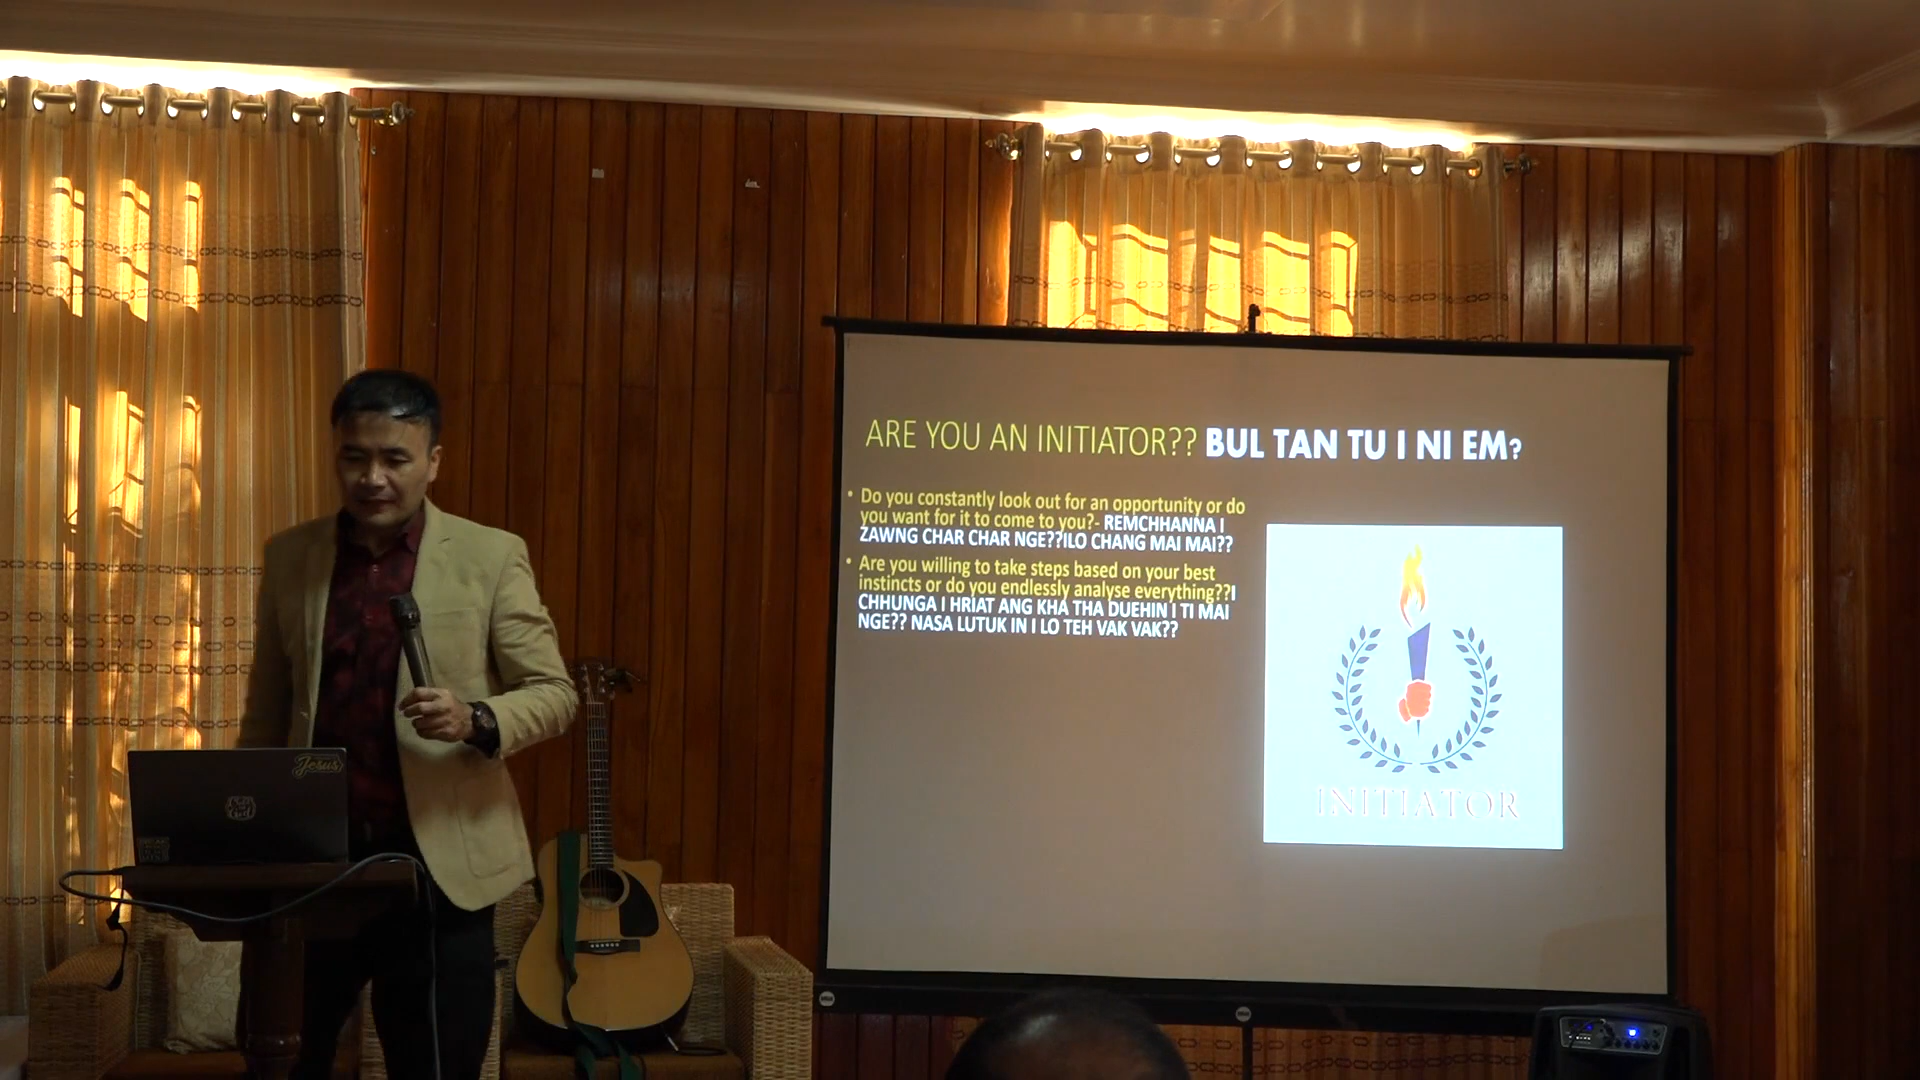 ARE YOU AN INITIATOR?? BUL TAN TU I NI EM?
• Do you constantly look out for an opportunity or do
you want for it to come to you?- REMCHHANNA I
ZAWNG CHAR CHAR NGE??ILO CHANG MAI MAI??
• Are you willing to take steps based on your best
instincts or do you endlessly analyse everything??I
CHHUNGA I HRIAT ANG KHA THA DUEHIN I TI MAI
NGE?? NASA LUTUK IN I LO TEH VAK VAK??
INITIATOR
Jesus